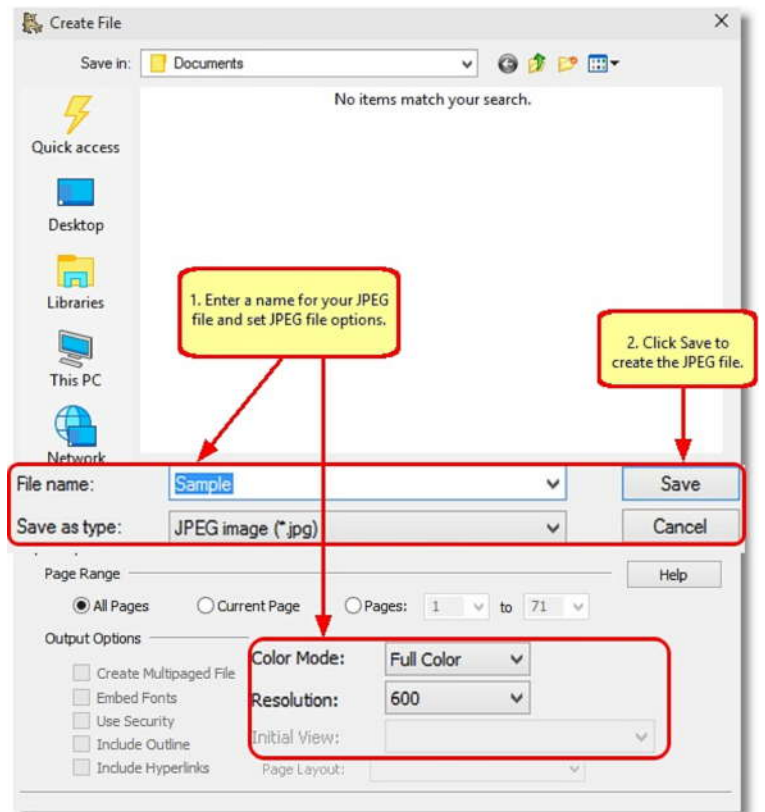 Create File
Save in: Documents
No items match your search.
Quick access
Desktop
Libraries
This PC
Network
1. Enter a name for your JPEG
file and set JPEG file options.
2. Click Save to
create the JPEG file.
File name: Sample Save
Save as type: JPEG image (*.jpg) Cancel
Page Range Help
All Pages Current Page Pages: 1 to 71
Output Options
Color Mode: Full Color
Create Multipaged File
Embed Fonts Resolution: 600
Use Security
Include Outline Initial View:
Include Hyperlinks Page Layout: